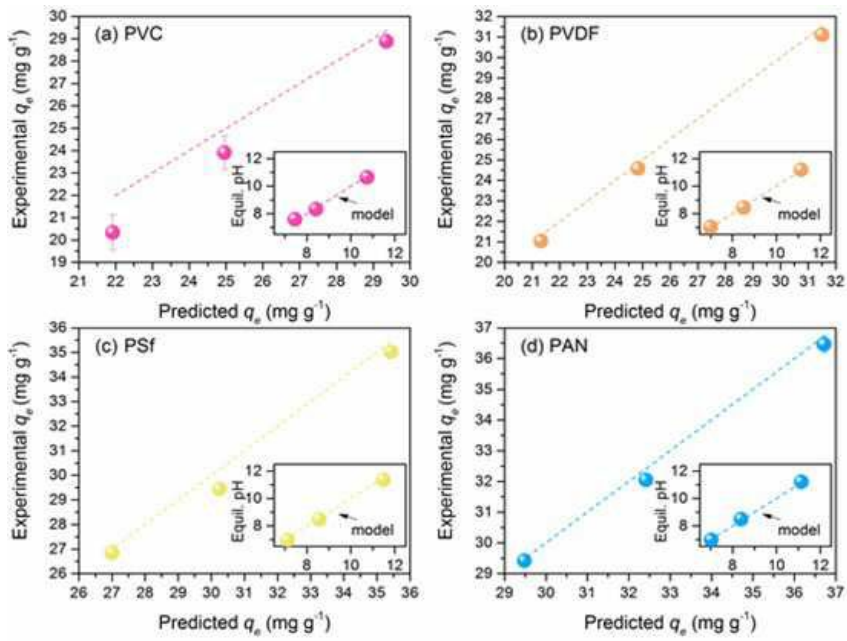 (a) PVC
Experimental qe (mg g-1)
30
29
28
27
26
25
24
23
22
21
20
19
21 22 23 24 25 26 27 28 29 30
Predicted qe (mg g-1)
Equil. pH
12
10
8
8 10 12
model
(b) PVDF
Experimental qe (mg g-1)
32
31
30
29
28
27
26
25
24
23
22
21
20
20 21 22 23 24 25 26 27 28 29 30 31 32
Predicted qe (mg g-1)
Equil. pH
12
10
8
8 10 12
model
(c) PSf
Experimental qe (mg g-1)
36
35
34
33
32
31
30
29
28
27
26
26 27 28 29 30 31 32 33 34 35 36
Predicted qe (mg g-1)
Equil. pH
12
10
8
8 10 12
model
(d) PAN
Experimental qe (mg g-1)
37
36
35
34
33
32
31
30
29
29 30 31 32 33 34 35 36 37
Predicted qe (mg g-1)
Equil. pH
12
10
8
8 10 12
model